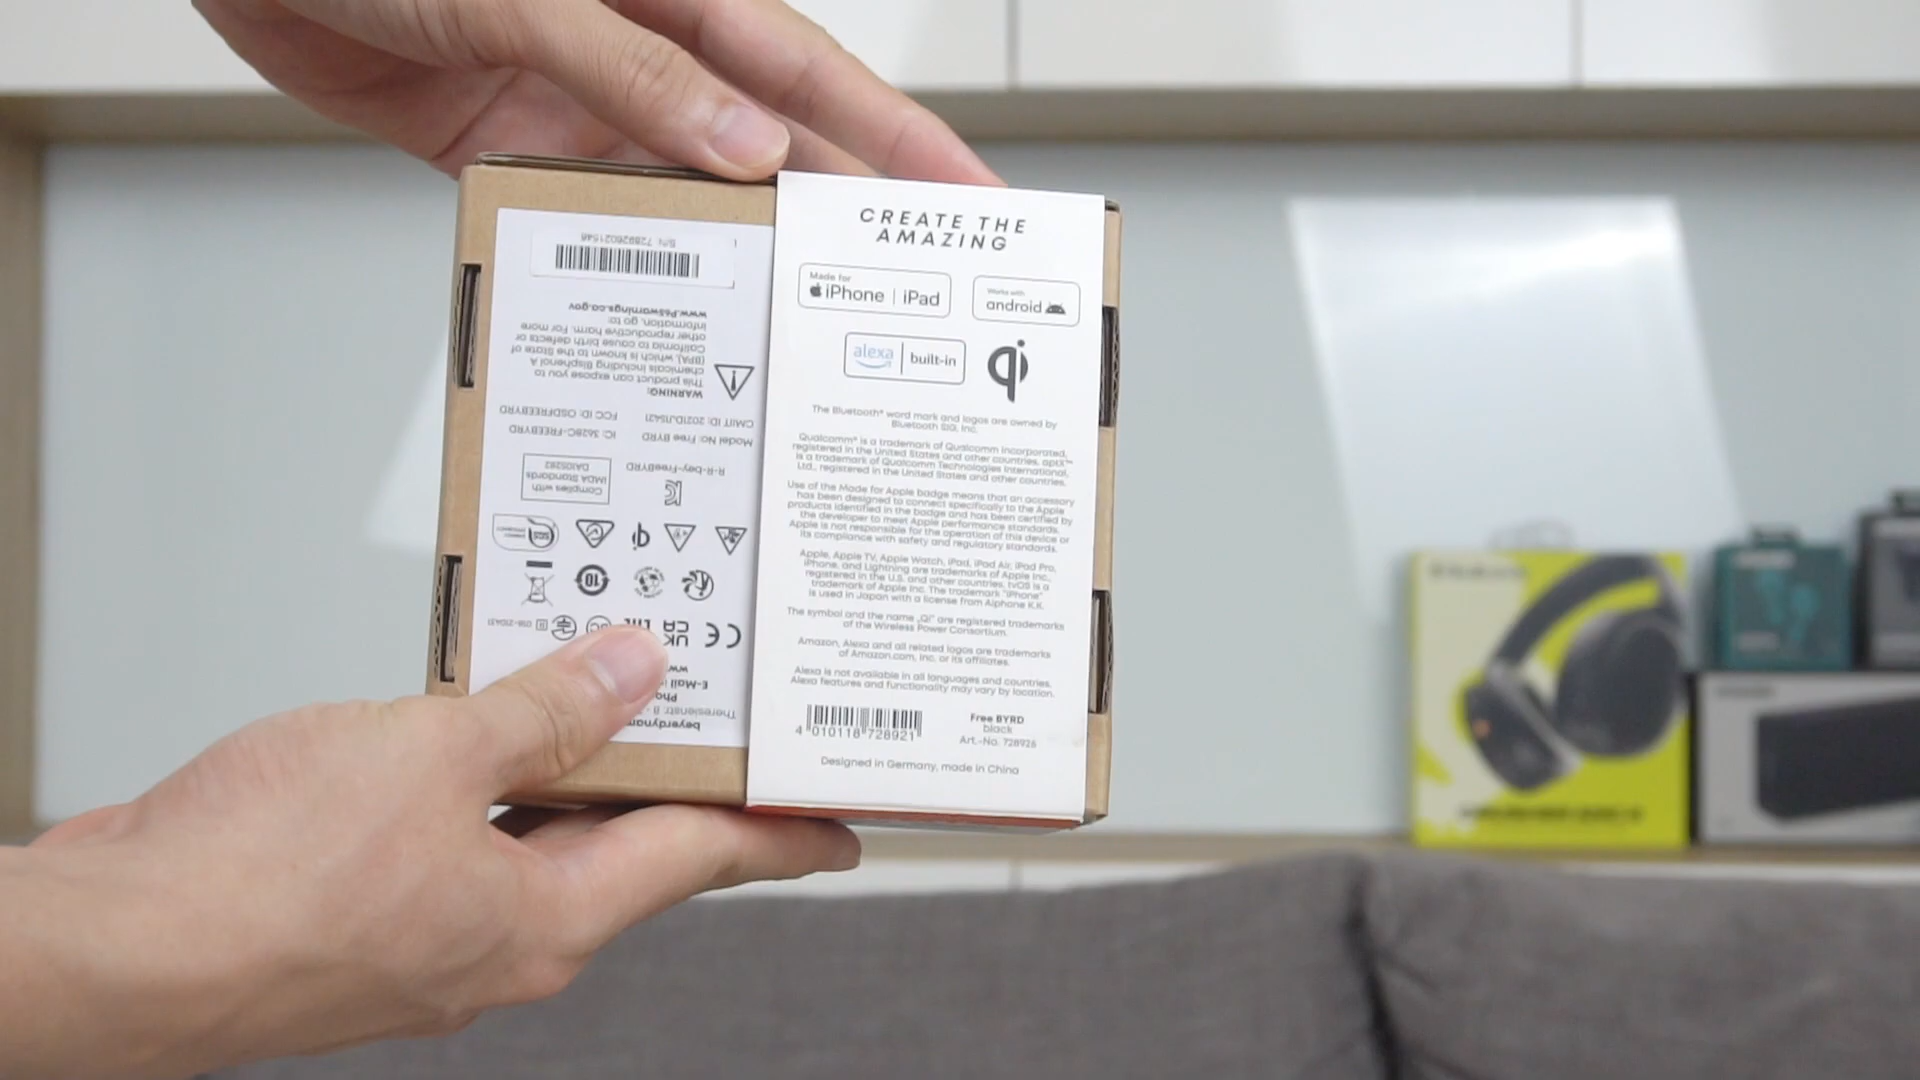 CREATE THE
AMAZING
Made for
iPhone | iPad
Works with
android
alexa | built-in
qi
The Bluetooth® word mark and logos are owned by
Bluetooth SIG, Inc.
Qualcomm® is a trademark of Qualcomm Incorporated,
registered in the United States and other countries. aptX™
is a trademark of Qualcomm Technologies International,
Ltd., registered in the United States and other countries.
Use of the Made for Apple badge means that an accessory
has been designed to connect specifically to the Apple
products identified in the badge and has been certified by
the developer to meet Apple performance standards.
Apple is not responsible for the operation of this device or
its compliance with safety and regulatory standards.
Apple, Apple TV, Apple Watch, iPad, iPad Air, iPad Pro,
iPhone, and Lightning are trademarks of Apple Inc.,
registered in the U.S. and other countries. tvOS is a
trademark of Apple Inc. The trademark "iPhone"
is used in Japan with a license from Aiphone K.K.
The symbol and the name „Qi" are registered trademarks
of the Wireless Power Consortium.
Amazon, Alexa and all related logos are trademarks
of Amazon.com, Inc. or its affiliates.
Alexa is not available in all languages and countries.
Alexa features and functionality may vary by location.
4 010118 728921
Free BYRD
black
Art.-No. 728926
Designed in Germany, made in China
beyerdynam
Theresienstr. 8
Pho
E-Mail
www
CE
UK
CA
10
Complies with
IMDA Standards
DA105282
R-R-bey-FreeBYRD
Model No: Free BYRD
IC: 3628C-FREEBYRD
CMIIT ID: 2021DJ15421
FCC ID: OSDFREEBYRD
WARNING:
This product can expose you to
chemicals including Bisphenol A
(BPA), which is known to the State of
California to cause birth defects or
other reproductive harm. For more
information, go to:
www.P65warnings.ca.gov
S/N: 728926021546